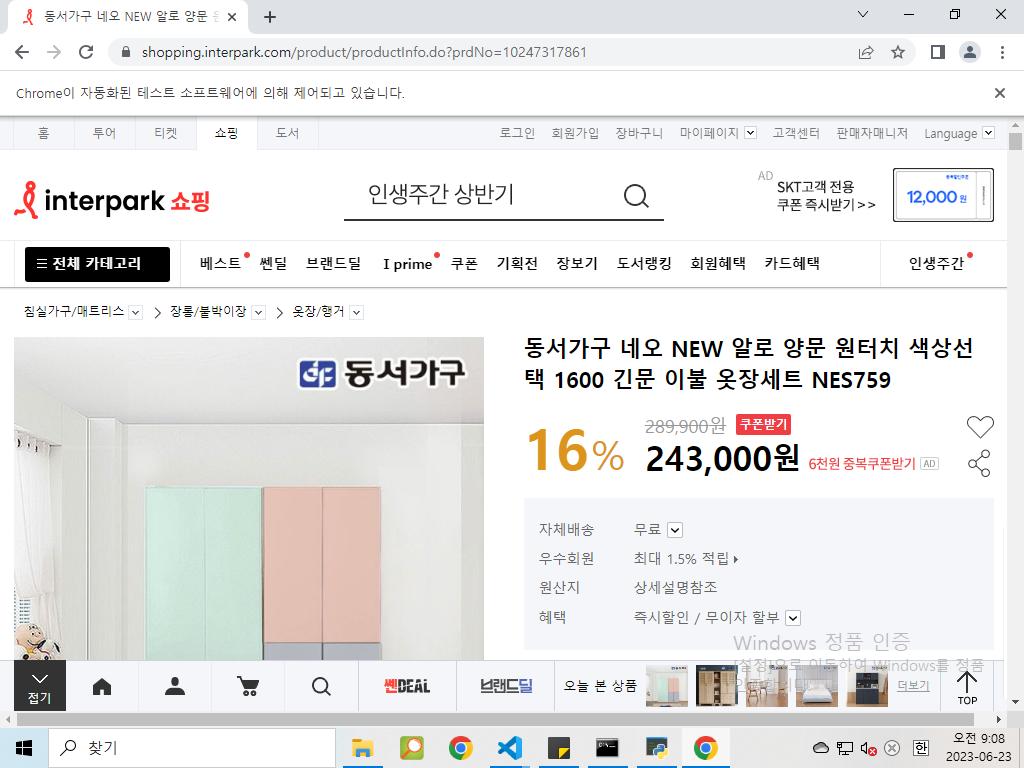 동서가구 네오 NEW 알로 양문
shopping.interpark.com/product/productInfo.do?prdNo=10247317861
Chrome이 자동화된 테스트 소프트웨어에 의해 제어되고 있습니다.
홈 투어 티켓 쇼핑 도서 로그인 회원가입 장바구니 마이페이지 고객센터 판매자매니저 Language
interpark 쇼핑
인생주간 상반기
AD SKT고객 전용
쿠폰 즉시받기>>
12,000원
전체 카테고리 베스트 쎈딜 브랜드딜 I prime 쿠폰 기획전 장보기 도서랭킹 회원혜택 카드혜택 인생주간
침실가구/매트리스 장롱/붙박이장 옷장/행거
동서가구
동서가구 네오 NEW 알로 양문 원터치 색상선
택 1600 긴문 이불 옷장세트 NES759
289,900원 쿠폰받기
16% 243,000원 6천원 중복쿠폰받기 AD
자체배송 무료
우수회원 최대 1.5% 적립
원산지 상세설명참조
혜택 즉시할인 / 무이자 할부
Windows 정품 인증
[설정]으로 이동하여 Windows를 정품
접기 쎈DEAL 브랜드딜 오늘 본 상품 더보기 TOP
찾기
한
오전 9:08
2023-06-23